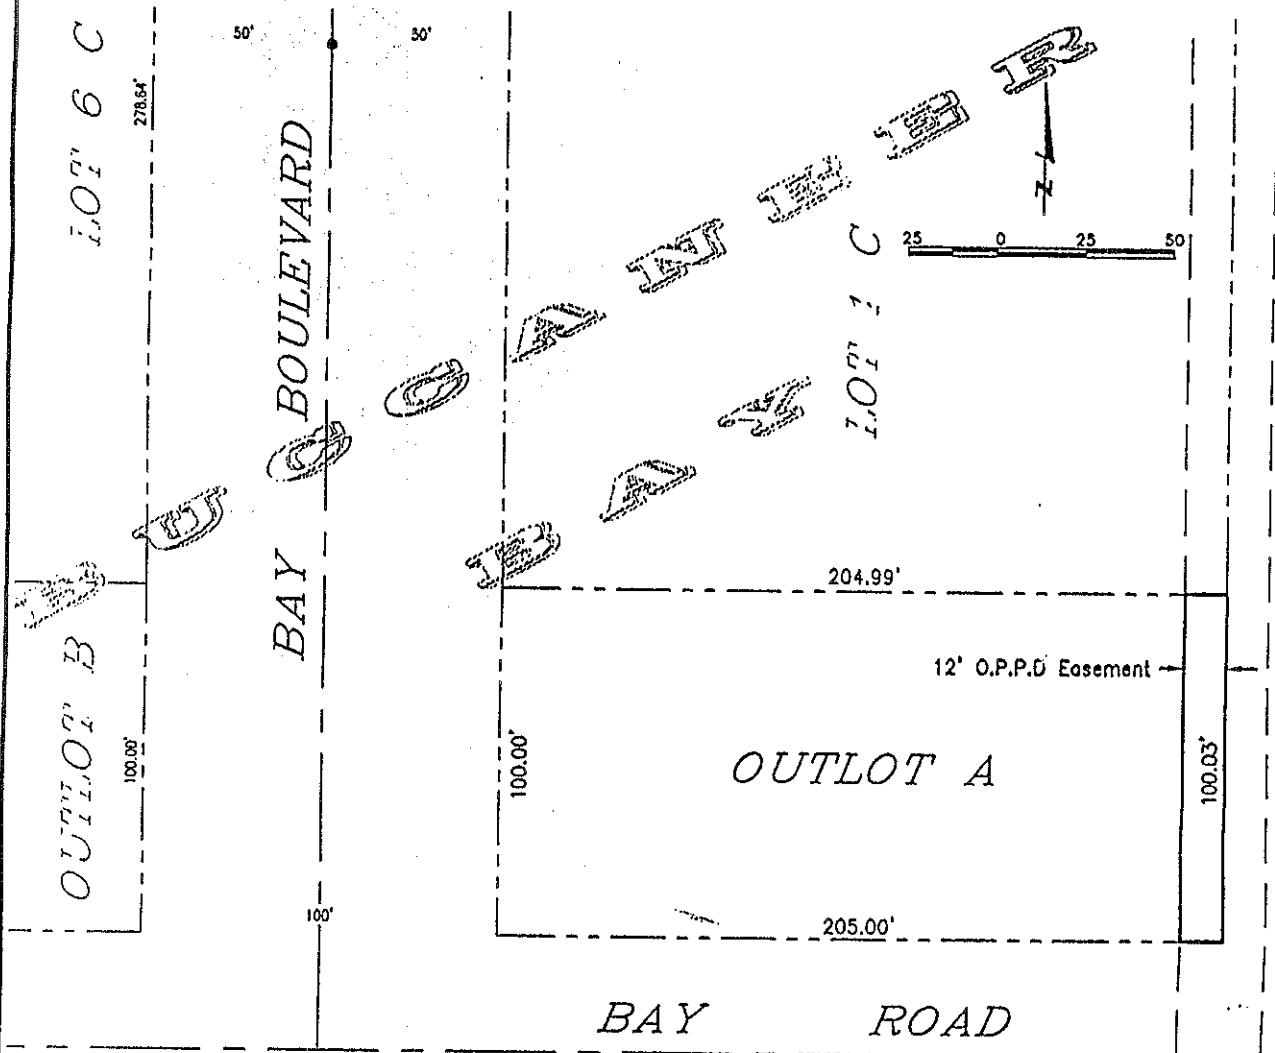 50'
50'
LOT 6 C
278.64'
BAY BOULEVARD
BUCCANEER
BAY
N
25 0 25 50'
LOT 1 C
204.99'
12' O.P.P.D Easement
OUTLOT B
100.00'
100.00'
OUTLOT A
100.03'
100'
205.00'
BAY ROAD